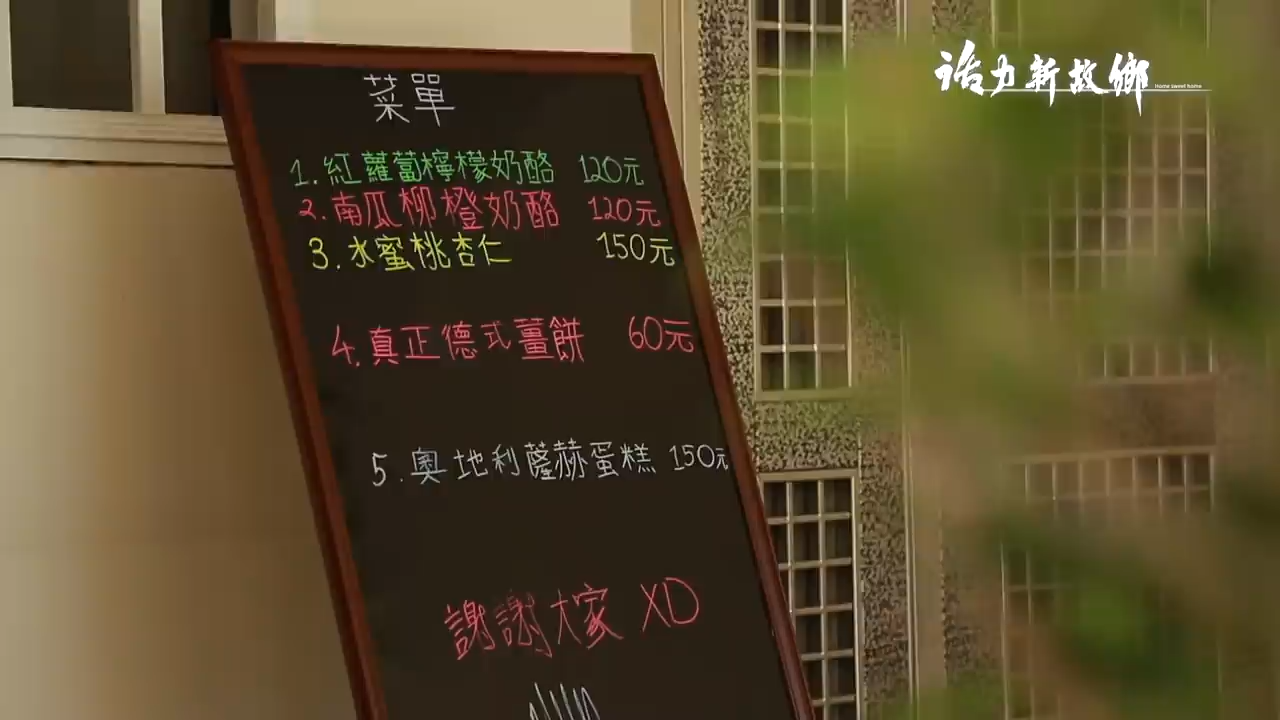 活力新故鄉
Home sweet home
菜單
1.紅蘿蔔檸檬奶酪 120元
2.南瓜柳橙奶酪 120元
3.水蜜桃杏仁 150元
4.真正德式薑餅 60元
5.奧地利薩赫蛋糕 150元
謝謝大家 XD